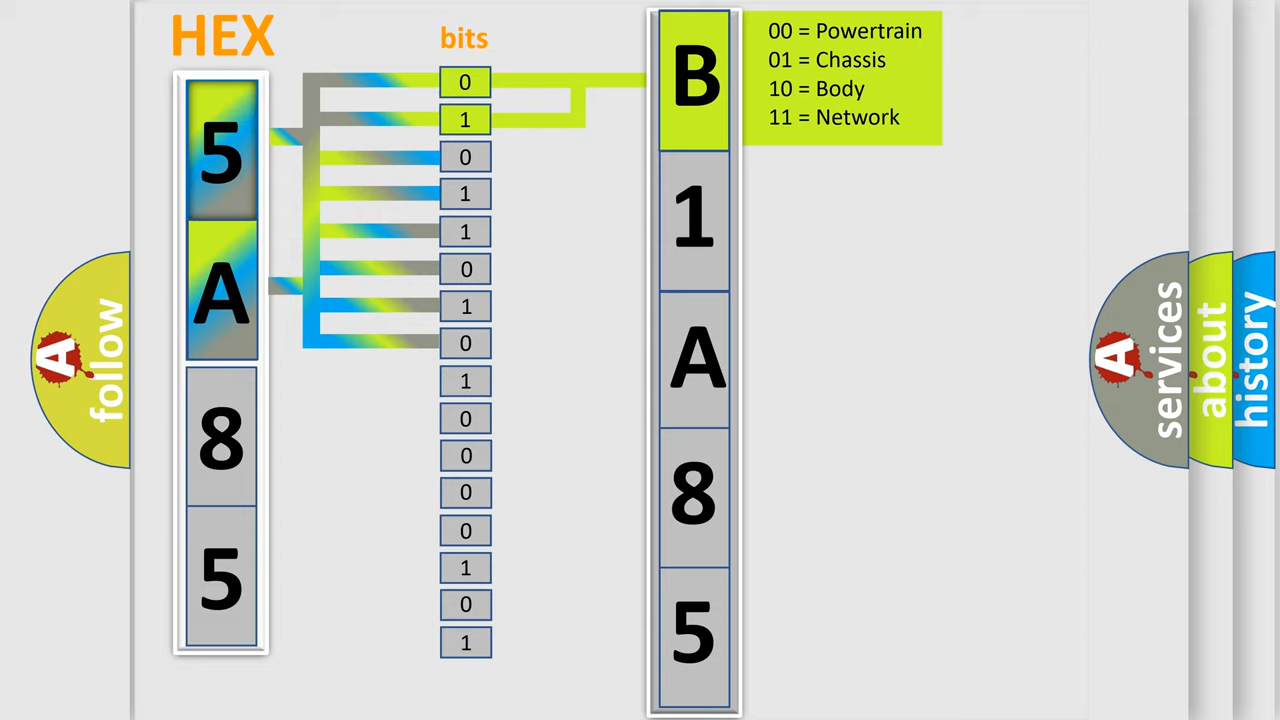 HEX
bits
5
A
8
5
0
1
0
1
1
0
1
0
1
0
0
0
0
1
0
1
B
1
A
8
5
00 = Powertrain
01 = Chassis
10 = Body
11 = Network
A
follow
A
services
about
history